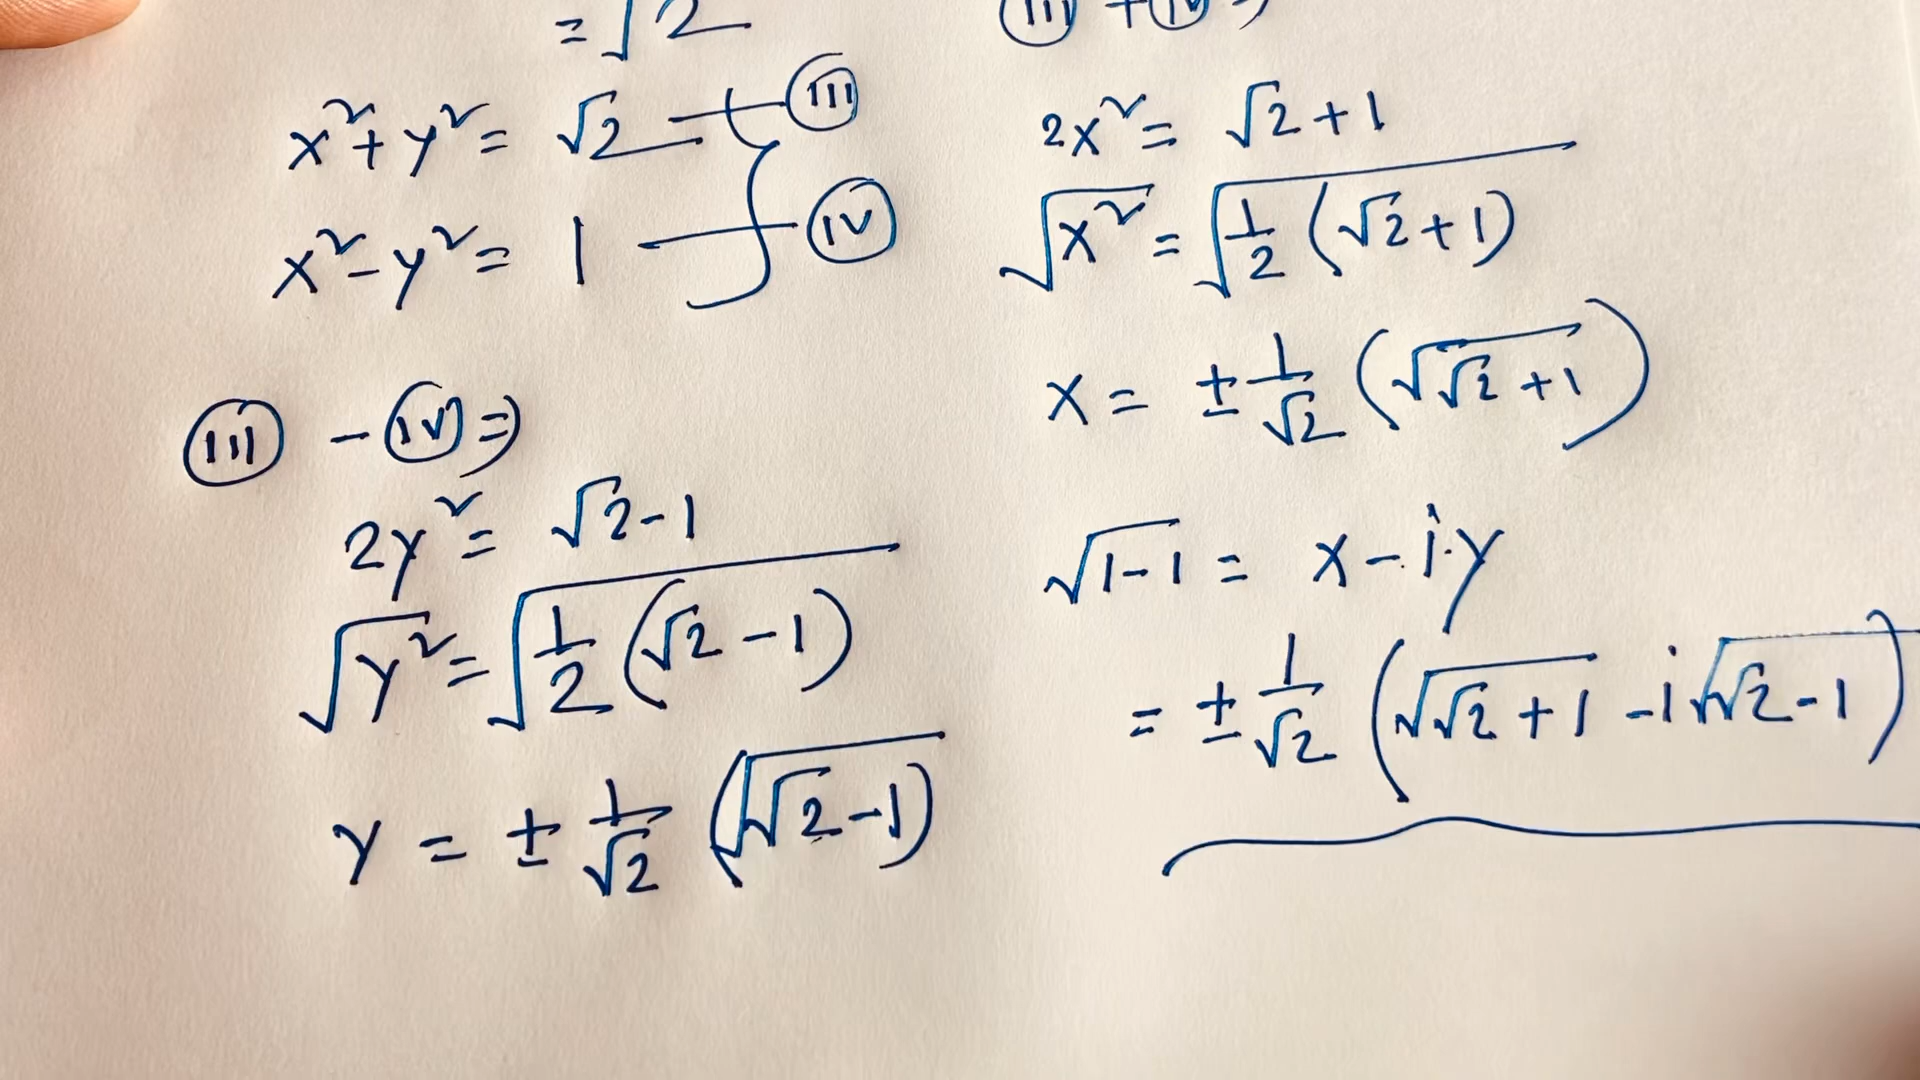 = √2
x² + y² = √2 — (III)
x² - y² = 1 — (IV)
(III) - (IV) ⇒
2y² = √2 - 1
√(y²) = √(1/2 (√2 - 1))
y = ± 1/√2 (√(√2 - 1))
(III) + (IV) ⇒
2x² = √2 + 1
√(x²) = √(1/2 (√2 + 1))
x = ± 1/√2 (√(√2 + 1))
√(1 - i) = x - i·y
= ± 1/√2 (√(√2 + 1) - i√(√2 - 1))